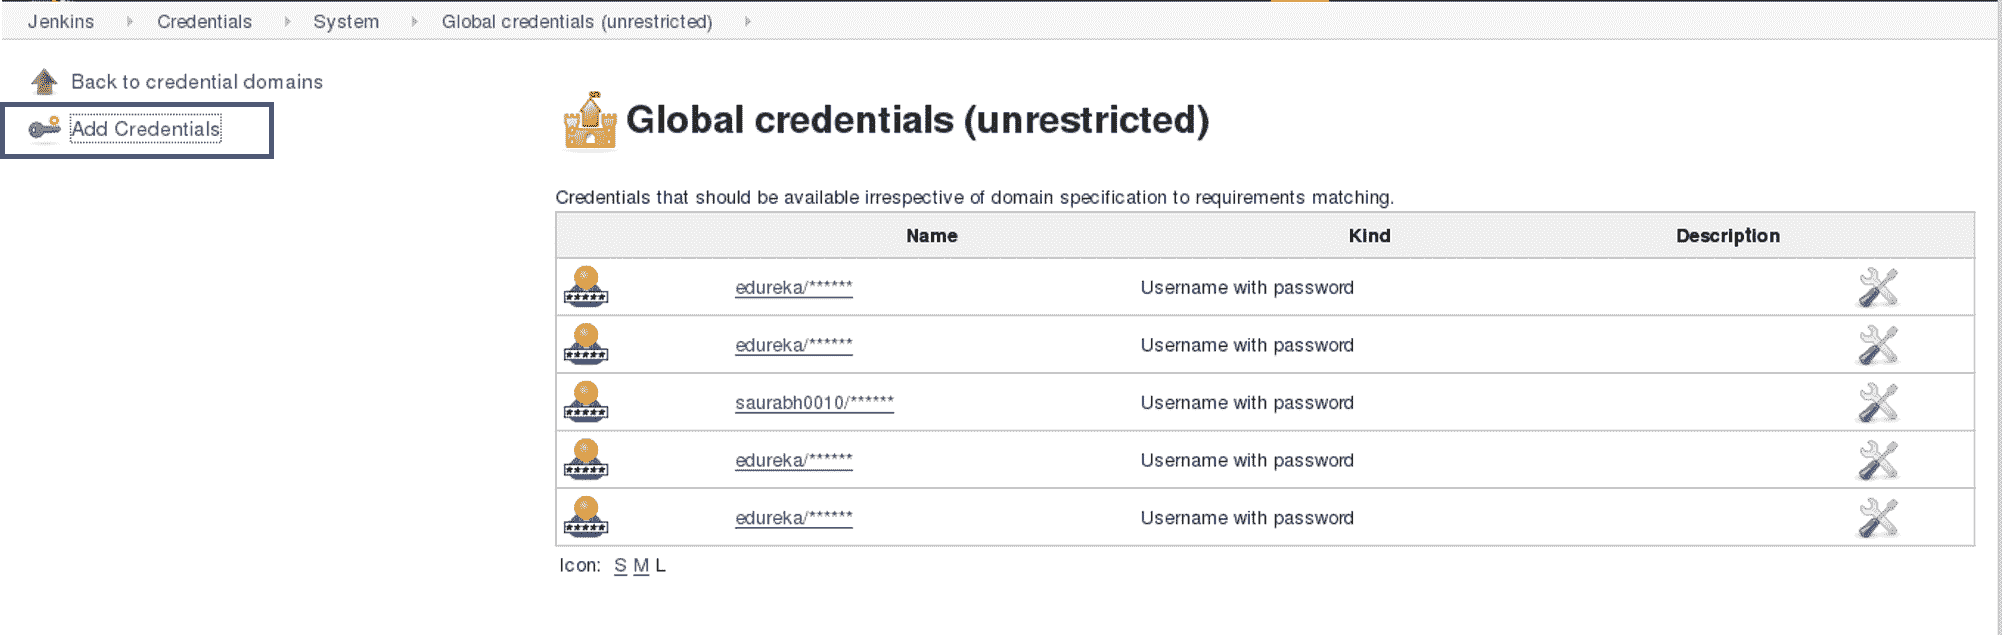 Jenkins Credentials System Global credentials (unrestricted)
Back to credential domains
Add Credentials
Global credentials (unrestricted)
Credentials that should be available irrespective of domain specification to requirements matching.
Name Kind Description
edureka/****** Username with password
edureka/****** Username with password
saurabh0010/****** Username with password
edureka/****** Username with password
edureka/****** Username with password
Icon: S M L